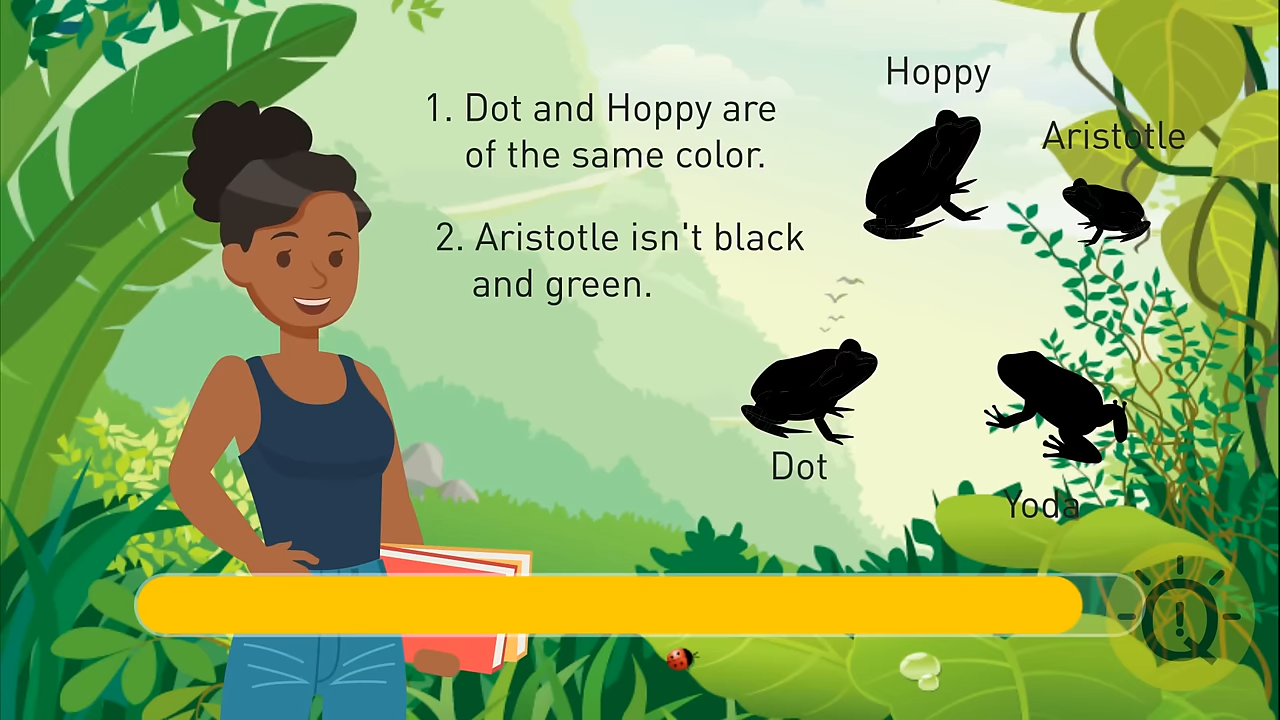 1. Dot and Hoppy are
of the same color.
2. Aristotle isn't black
and green.
Hoppy
Aristotle
Dot
Yoda